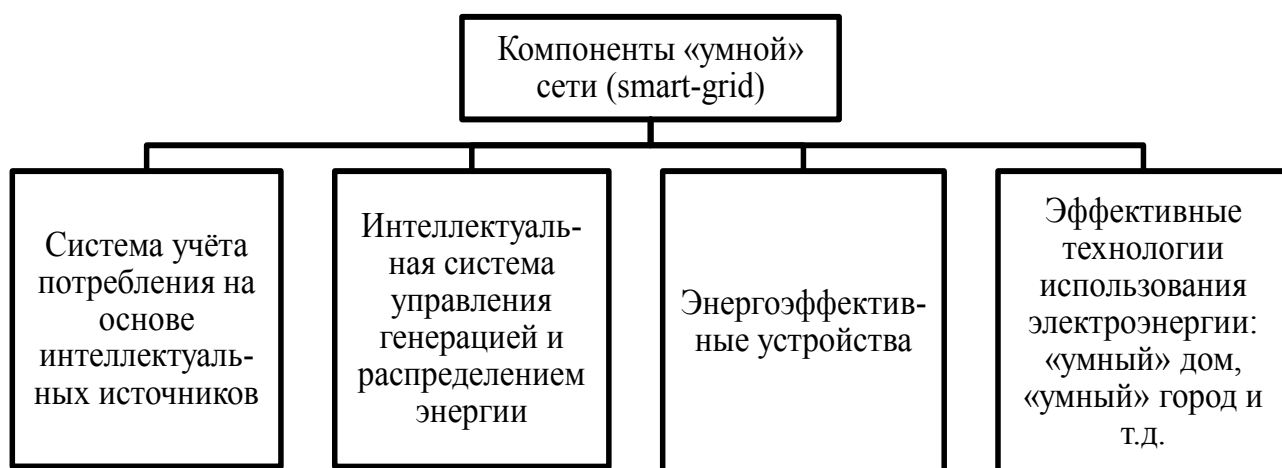 Компоненты «умной»
сети (smart-grid)
Система учёта
потребления на
основе
интеллектуаль-
ных источников
Интеллектуаль-
ная система
управления
генерацией и
распределением
энергии
Энергоэффектив-
ные устройства
Эффективные
технологии
использования
электроэнергии:
«умный» дом,
«умный» город и
т.д.